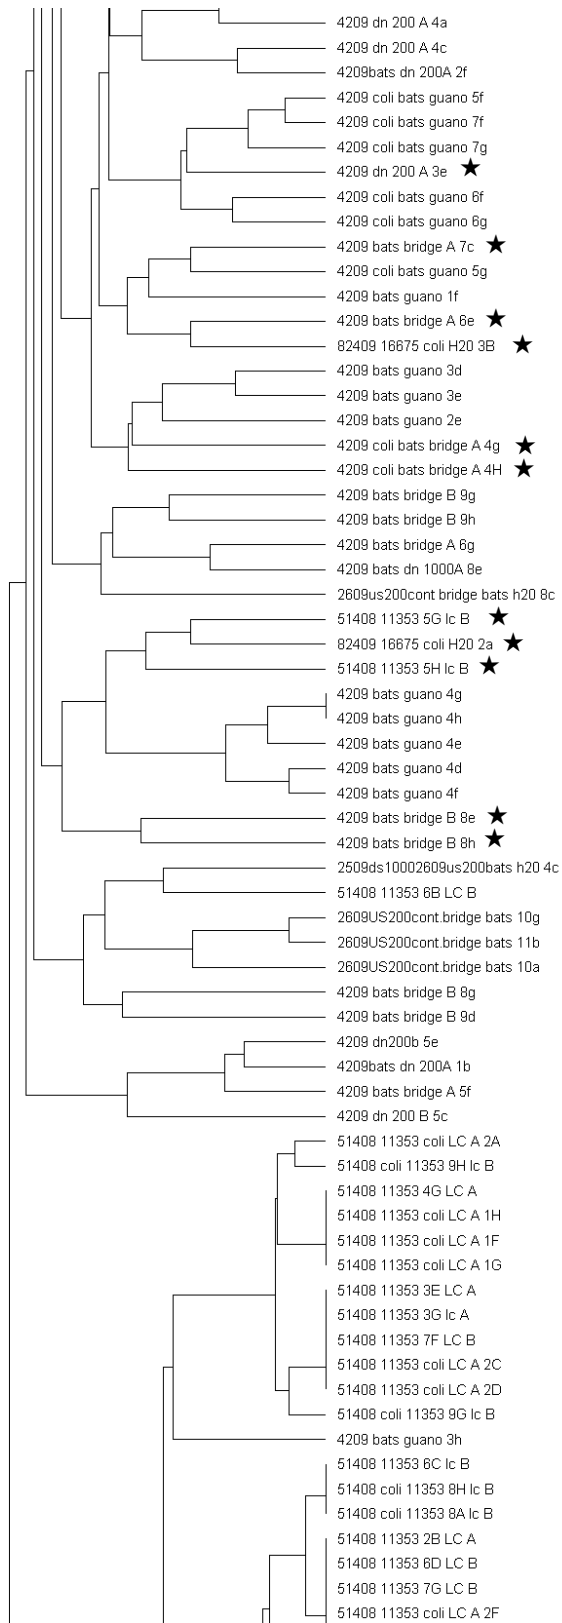 4209 dn 200 A 4a
4209 dn 200 A 4c
4209bats dn 200A 2f
4209 coli bats guano 5f
4209 coli bats guano 7f
4209 coli bats guano 7g
4209 dn 200 A 3e
4209 coli bats guano 6f
4209 coli bats guano 6g
4209 bats bridge A 7c
4209 coli bats guano 5g
4209 bats guano 1f
4209 bats bridge A 6e
82409 16675 coli H20 3B
4209 bats guano 3d
4209 bats guano 3e
4209 bats guano 2e
4209 coli bats bridge A 4g
4209 coli bats bridge A 4H
4209 bats bridge B 9g
4209 bats bridge B 9h
4209 bats bridge A 6g
4209 bats dn 1000A 8e
2609us200cont bridge bats h20 8c
51408 11353 5G lc B
82409 16675 coli H20 2a
51408 11353 5H lc B
4209 bats guano 4g
4209 bats guano 4h
4209 bats guano 4e
4209 bats guano 4d
4209 bats guano 4f
4209 bats bridge B 8e
4209 bats bridge B 8h
2509ds10002609us200bats h20 4c
51408 11353 6B LC B
2609US200cont.bridge bats 10g
2609US200cont.bridge bats 11b
2609US200cont.bridge bats 10a
4209 bats bridge B 8g
4209 bats bridge B 9d
4209 dn200b 5e
4209bats dn 200A 1b
4209 bats bridge A 5f
4209 dn 200 B 5c
51408 11353 coli LC A 2A
51408 coli 11353 9H lc B
51408 11353 4G LC A
51408 11353 coli LC A 1H
51408 11353 coli LC A 1F
51408 11353 coli LC A 1G
51408 11353 3E LC A
51408 11353 3G lc A
51408 11353 7F LC B
51408 11353 coli LC A 2C
51408 11353 coli LC A 2D
51408 coli 11353 9G lc B
4209 bats guano 3h
51408 11353 6C lc B
51408 coli 11353 8H lc B
51408 coli 11353 8A lc B
51408 11353 2B LC A
51408 11353 6D LC B
51408 11353 7G LC B
51408 11353 coli LC A 2F